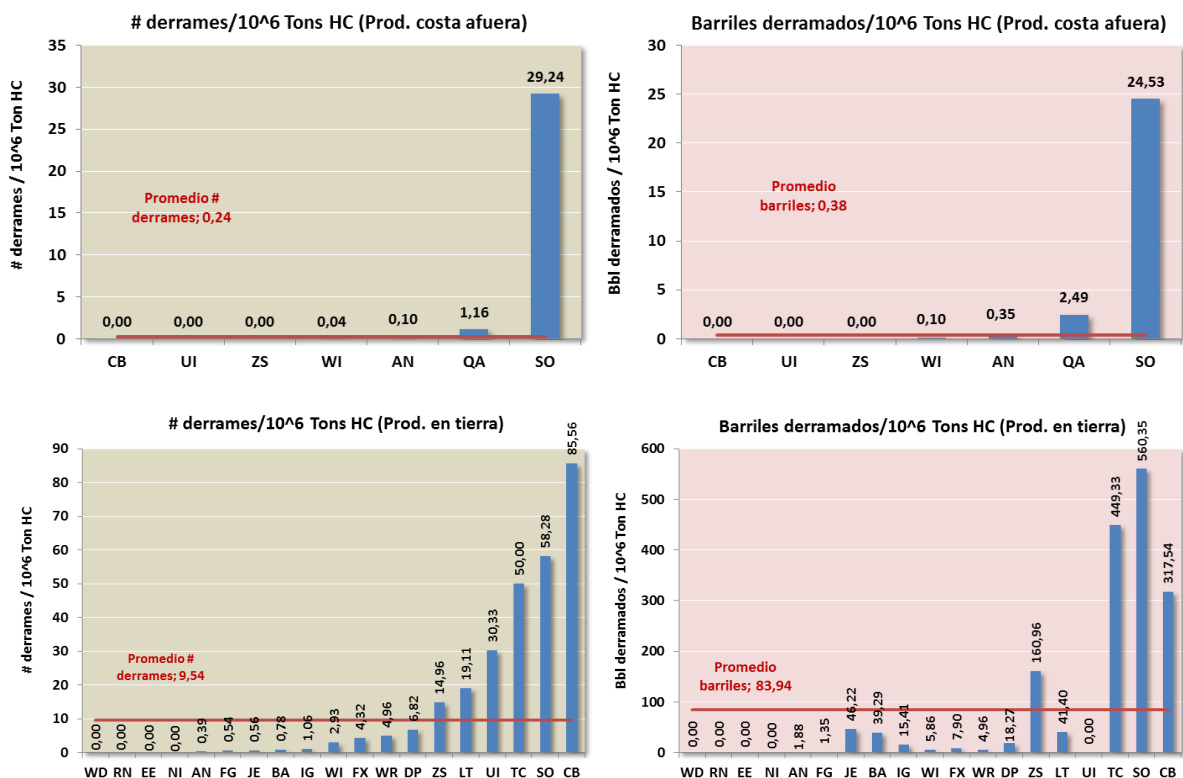 # derrames/10^6 Tons HC (Prod. costa afuera)
# derrames / 10^6 Ton HC
35
30
25
20
15
10
5
0
29,24
Promedio #
derrames; 0,24
0,00 0,00 0,00 0,04 0,10 1,16
CB UI ZS WI AN QA SO
Barriles derramados/10^6 Tons HC (Prod. costa afuera)
Bbl derramados / 10^6 Ton HC
30
25
20
15
10
5
0
24,53
Promedio
barriles; 0,38
0,00 0,00 0,00 0,10 0,35 2,49
CB UI ZS WI AN QA SO
# derrames/10^6 Tons HC (Prod. en tierra)
# derrames / 10^6 Ton HC
90
80
70
60
50
40
30
20
10
0
Promedio #
derrames; 9,54
0,00 0,00 0,00 0,00 0,39 0,54 0,56 0,78 1,06 2,93 4,32 4,96 6,82 14,96 19,11 30,33 50,00 58,28 85,56
WD RN EE NI AN FG JE BA IG WI FX WR DP ZS LT UI TC SO CB
Barriles derramados/10^6 Tons HC (Prod. en tierra)
Bbl derramados / 10^6 Ton HC
600
500
400
300
200
100
0
Promedio
barriles; 83,94
0,00 0,00 0,00 0,00 1,88 1,35 46,22 39,29 15,41 5,86 7,90 4,96 18,27 160,96 41,40 0,00 449,33 560,35 317,54
WD RN EE NI AN FG JE BA IG WI FX WR DP ZS LT UI TC SO CB